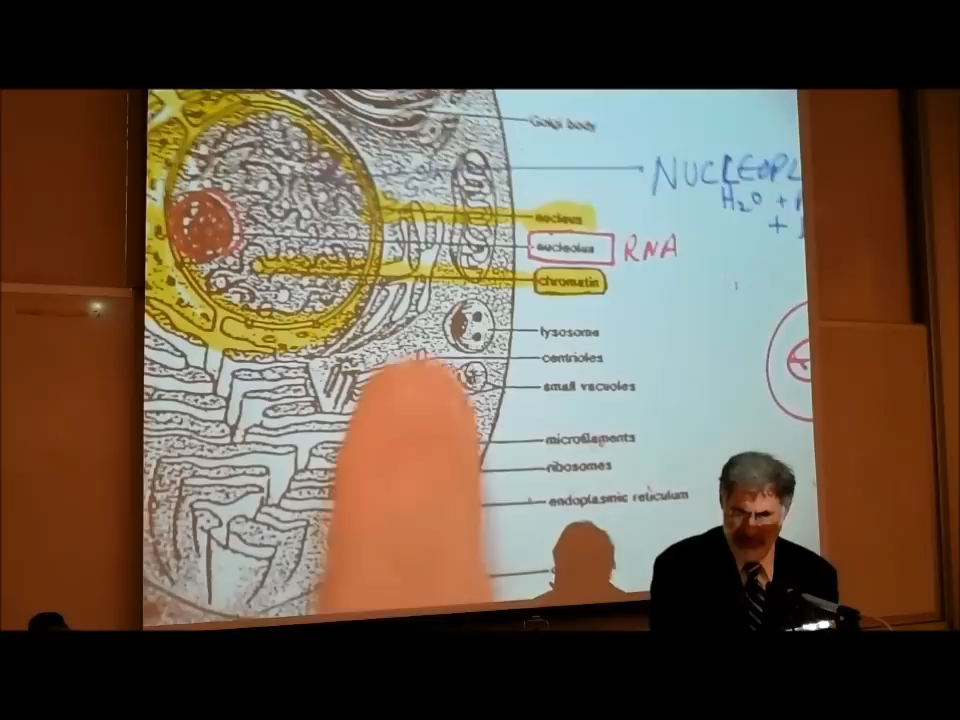 Golgi body
NUCLEOPL
H₂O +
+
nucleus
nucleolus RNA
chromatin
lysosome
centrioles
small vacuoles
microfilaments
ribosomes
endoplasmic reticulum